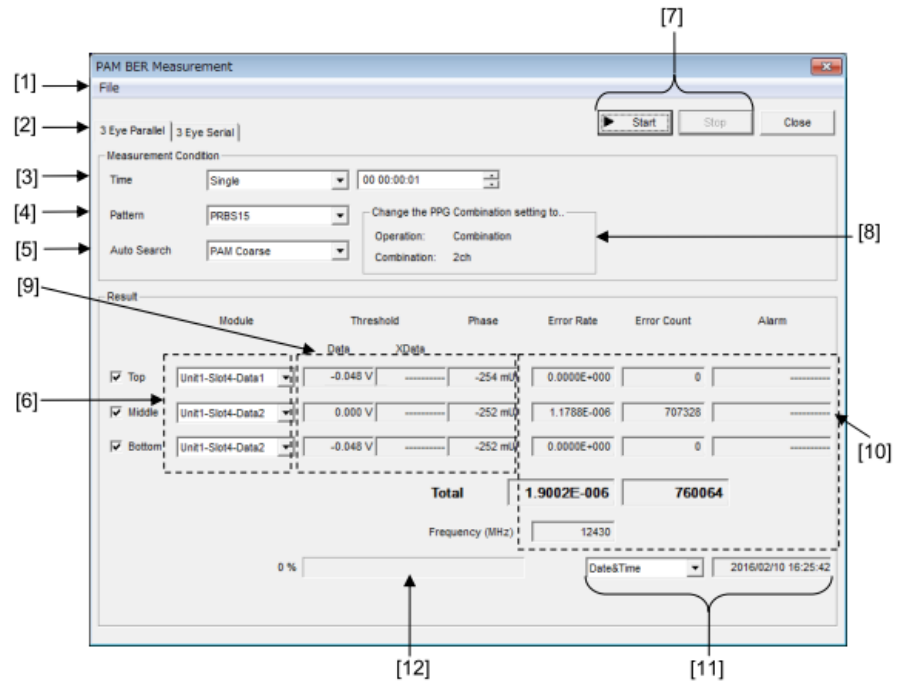 [7]
PAM BER Measurement
[1]
File
[2]
3 Eye Parallel 3 Eye Serial
Start Stop Close
Measurement Condition
[3]
Time Single 00 00:00:01
[4]
Pattern PRBS15 Change the PPG Combination setting to..
Operation: Combination
[8]
[5]
Auto Search PAM Coarse Combination: 2ch
[9]
Result
Module Threshold Phase Error Rate Error Count Alarm
Data XData
Top Unit1-Slot4-Data1 -0.048 V ---------- -254 mU 0.0000E+000 0 ----------
[6]
Middle Unit1-Slot4-Data2 0.000 V ---------- -252 mU 1.1788E-006 707328 ----------
Bottom Unit1-Slot4-Data2 -0.048 V ---------- -252 mU 0.0000E+000 0 ----------
[10]
Total 1.9002E-006 760064
Frequency (MHz) 12430
0 % Date&Time 2016/02/10 16:25:42
[12] [11]